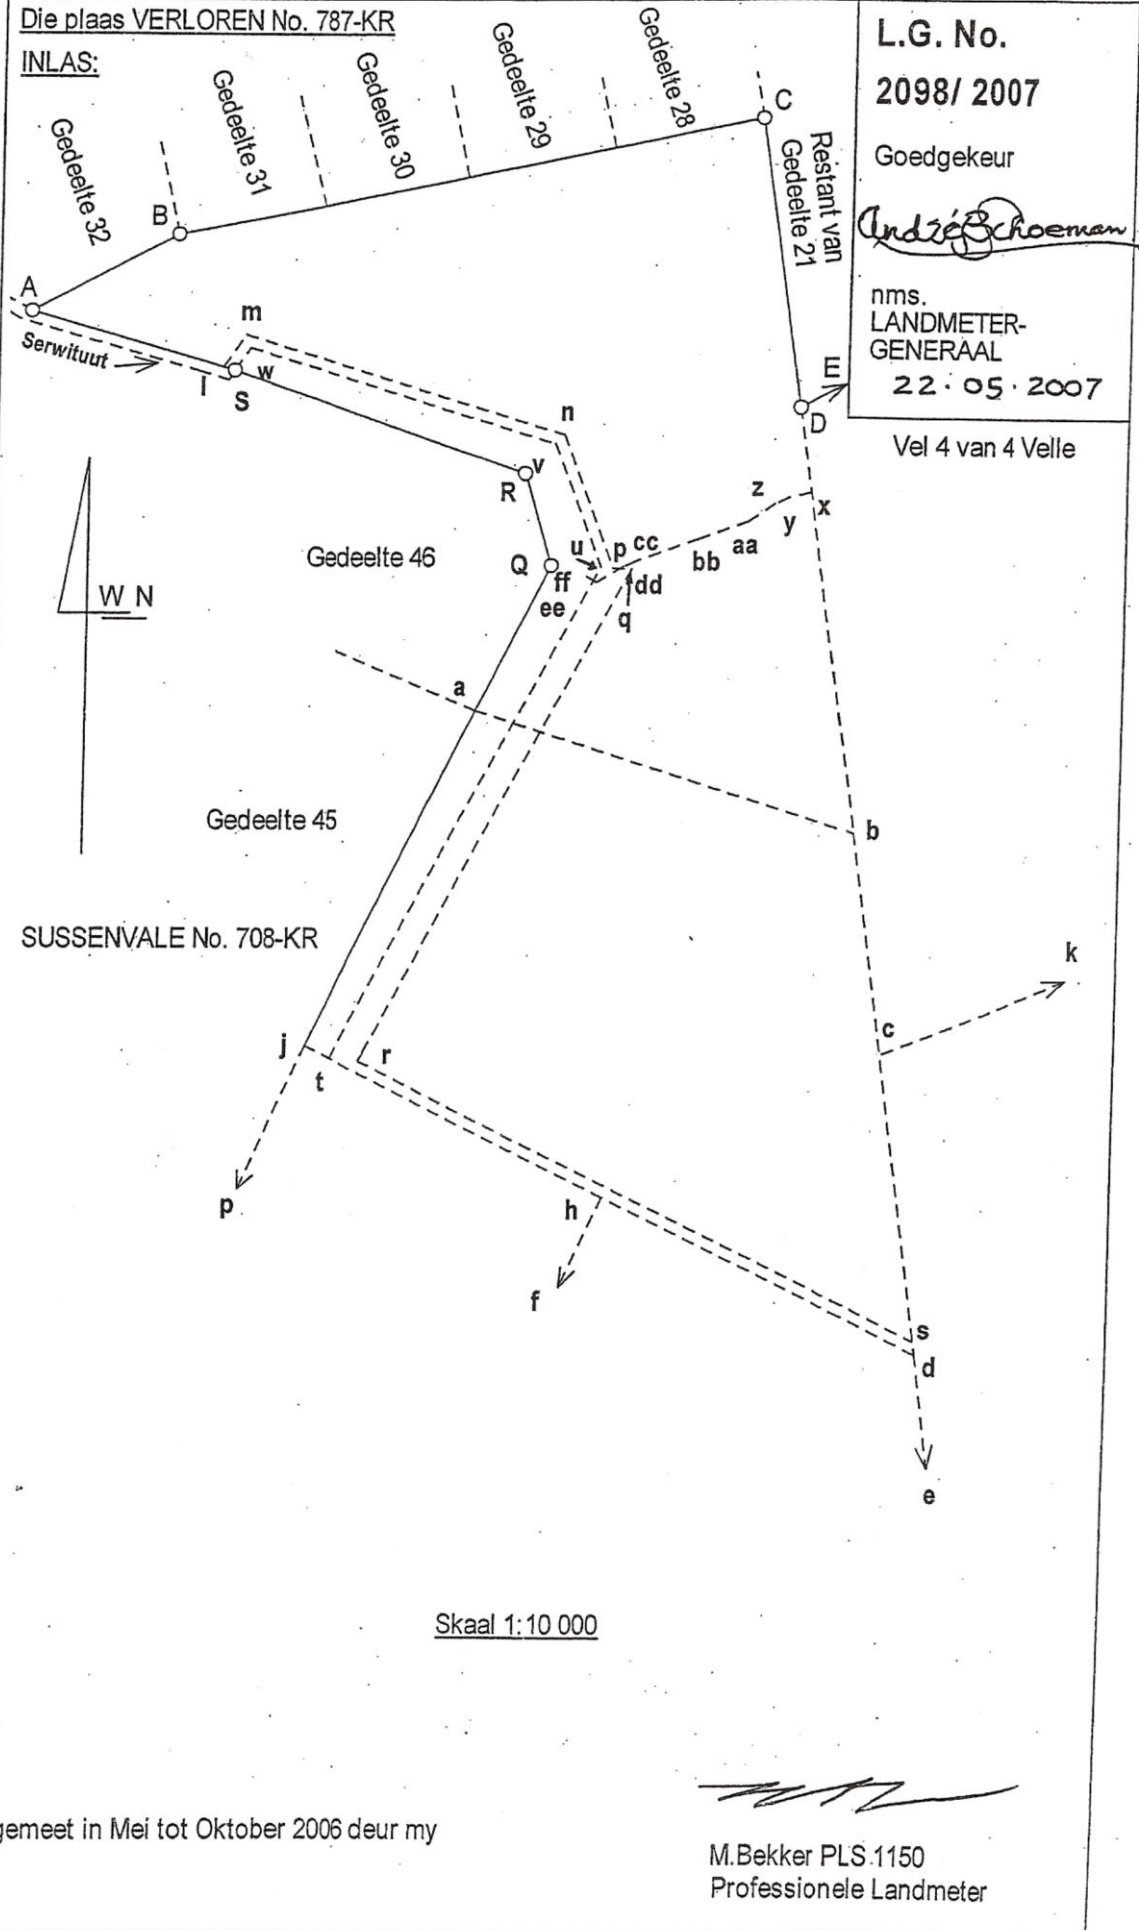 Die plaas VERLOREN No. 787-KR
INLAS:
L.G. No.
2098/ 2007
Goedgekeur
André Schoeman
nms.
LANDMETER-
GENERAAL
22.05.2007
Vel 4 van 4 Velle
Gedeelte 32
Gedeelte 31
Gedeelte 30
Gedeelte 29
Gedeelte 28
Restant van
Gedeelte 21
C
B
A
Serwituut
l
S
w
m
n
E
D
v
R
z
x
y
Gedeelte 46
Q
u
p
cc
bb
aa
ff
dd
ee
q
W N
a
Gedeelte 45
b
SUSSENVALE No. 708-KR
k
c
j
r
t
p
h
f
s
d
e
Skaal 1:10 000
gemeet in Mei tot Oktober 2006 deur my
M.Bekker PLS.1150
Professionele Landmeter